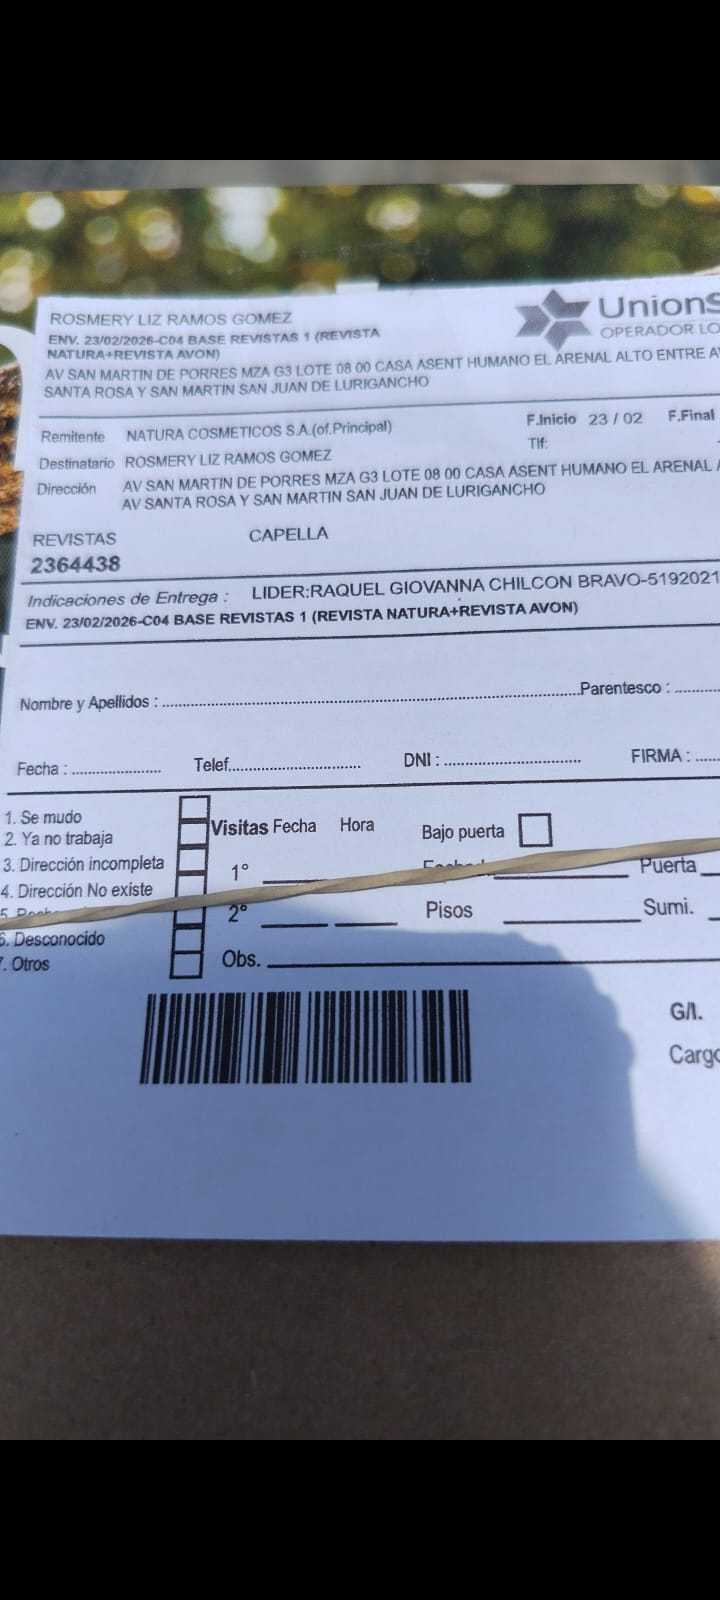 ROSMERY LIZ RAMOS GOMEZ
ENV. 23/02/2026-C04 BASE REVISTAS 1 (REVISTA
NATURA+REVISTA AVON)
AV SAN MARTIN DE PORRES MZA G3 LOTE 08 00 CASA ASENT HUMANO EL ARENAL ALTO ENTRE AV
SANTA ROSA Y SAN MARTIN SAN JUAN DE LURIGANCHO
Union
OPERADOR LO
Remitente NATURA COSMETICOS S.A.(of.Principal) F.Inicio 23 / 02 F.Final
Tlf:
Destinatario ROSMERY LIZ RAMOS GOMEZ
Dirección AV SAN MARTIN DE PORRES MZA G3 LOTE 08 00 CASA ASENT HUMANO EL ARENAL
AV SANTA ROSA Y SAN MARTIN SAN JUAN DE LURIGANCHO
REVISTAS CAPELLA
2364438
Indicaciones de Entrega : LIDER:RAQUEL GIOVANNA CHILCON BRAVO-5192021
ENV. 23/02/2026-C04 BASE REVISTAS 1 (REVISTA NATURA+REVISTA AVON)
Nombre y Apellidos : Parentesco :
Fecha : Telef. DNI : FIRMA :
1. Se mudo
2. Ya no trabaja
3. Dirección incompleta
4. Dirección No existe
6. Desconocido
7. Otros
Visitas Fecha Hora Bajo puerta
1° Puerta
2° Pisos Sumi.
Obs.
G/I.
Cargo